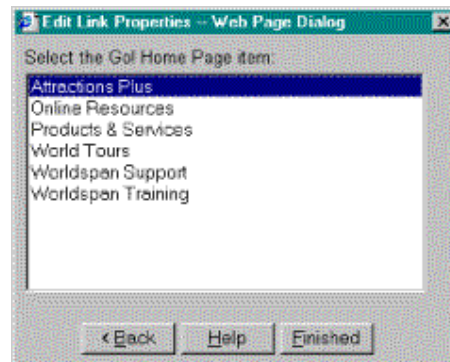 Edit Link Properties -- Web Page Dialog
Select the Go! Home Page item:
Attractions Plus
Online Resources
Products & Services
World Tours
Worldspan Support
Worldspan Training
< Back Help Finished